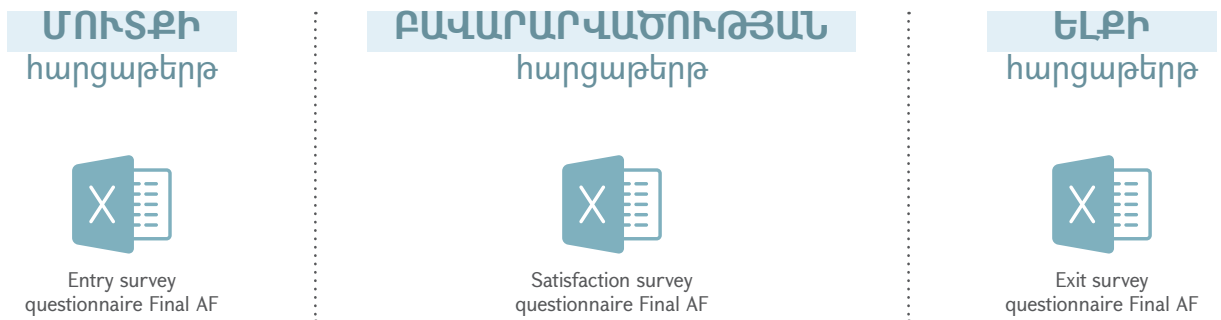 ՄՈՒՏՔԻ
հարցաթերթ
Entry survey
questionnaire Final AF
ԲԱՎԱՐԱՐՎԱԾՈՒԹՅԱՆ
հարցաթերթ
Satisfaction survey
questionnaire Final AF
ԵԼՔԻ
հարցաթերթ
Exit survey
questionnaire Final AF